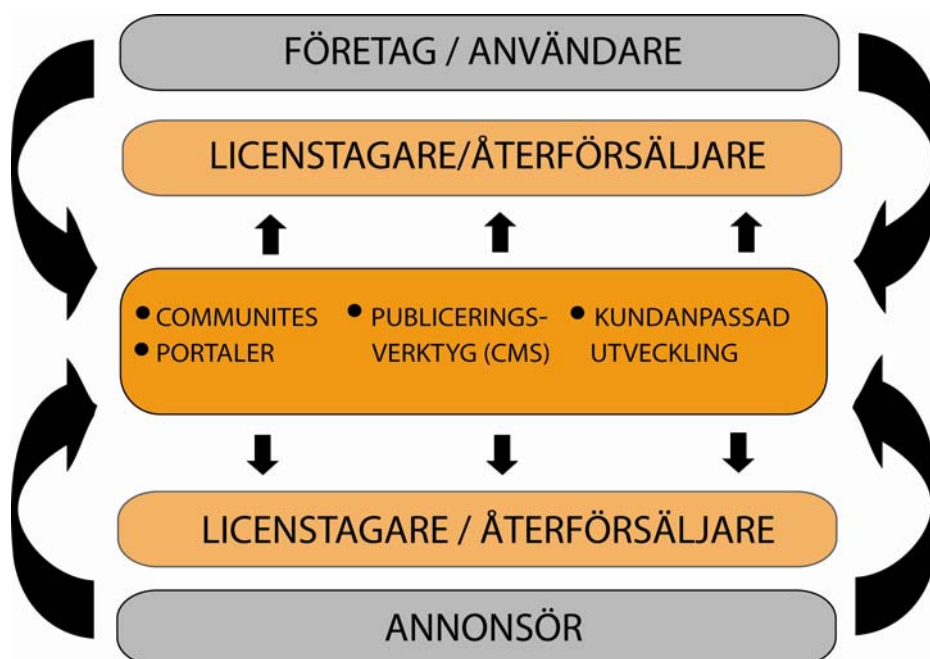 FÖRETAG / ANVÄNDARE
LICENSTAGARE/ÅTERFÖRSÄLJARE
• COMMUNITES
• PORTALER
• PUBLICERINGS-
VERKTYG (CMS)
• KUNDANPASSAD
UTVECKLING
LICENSTAGARE / ÅTERFÖRSÄLJARE
ANNONSÖR